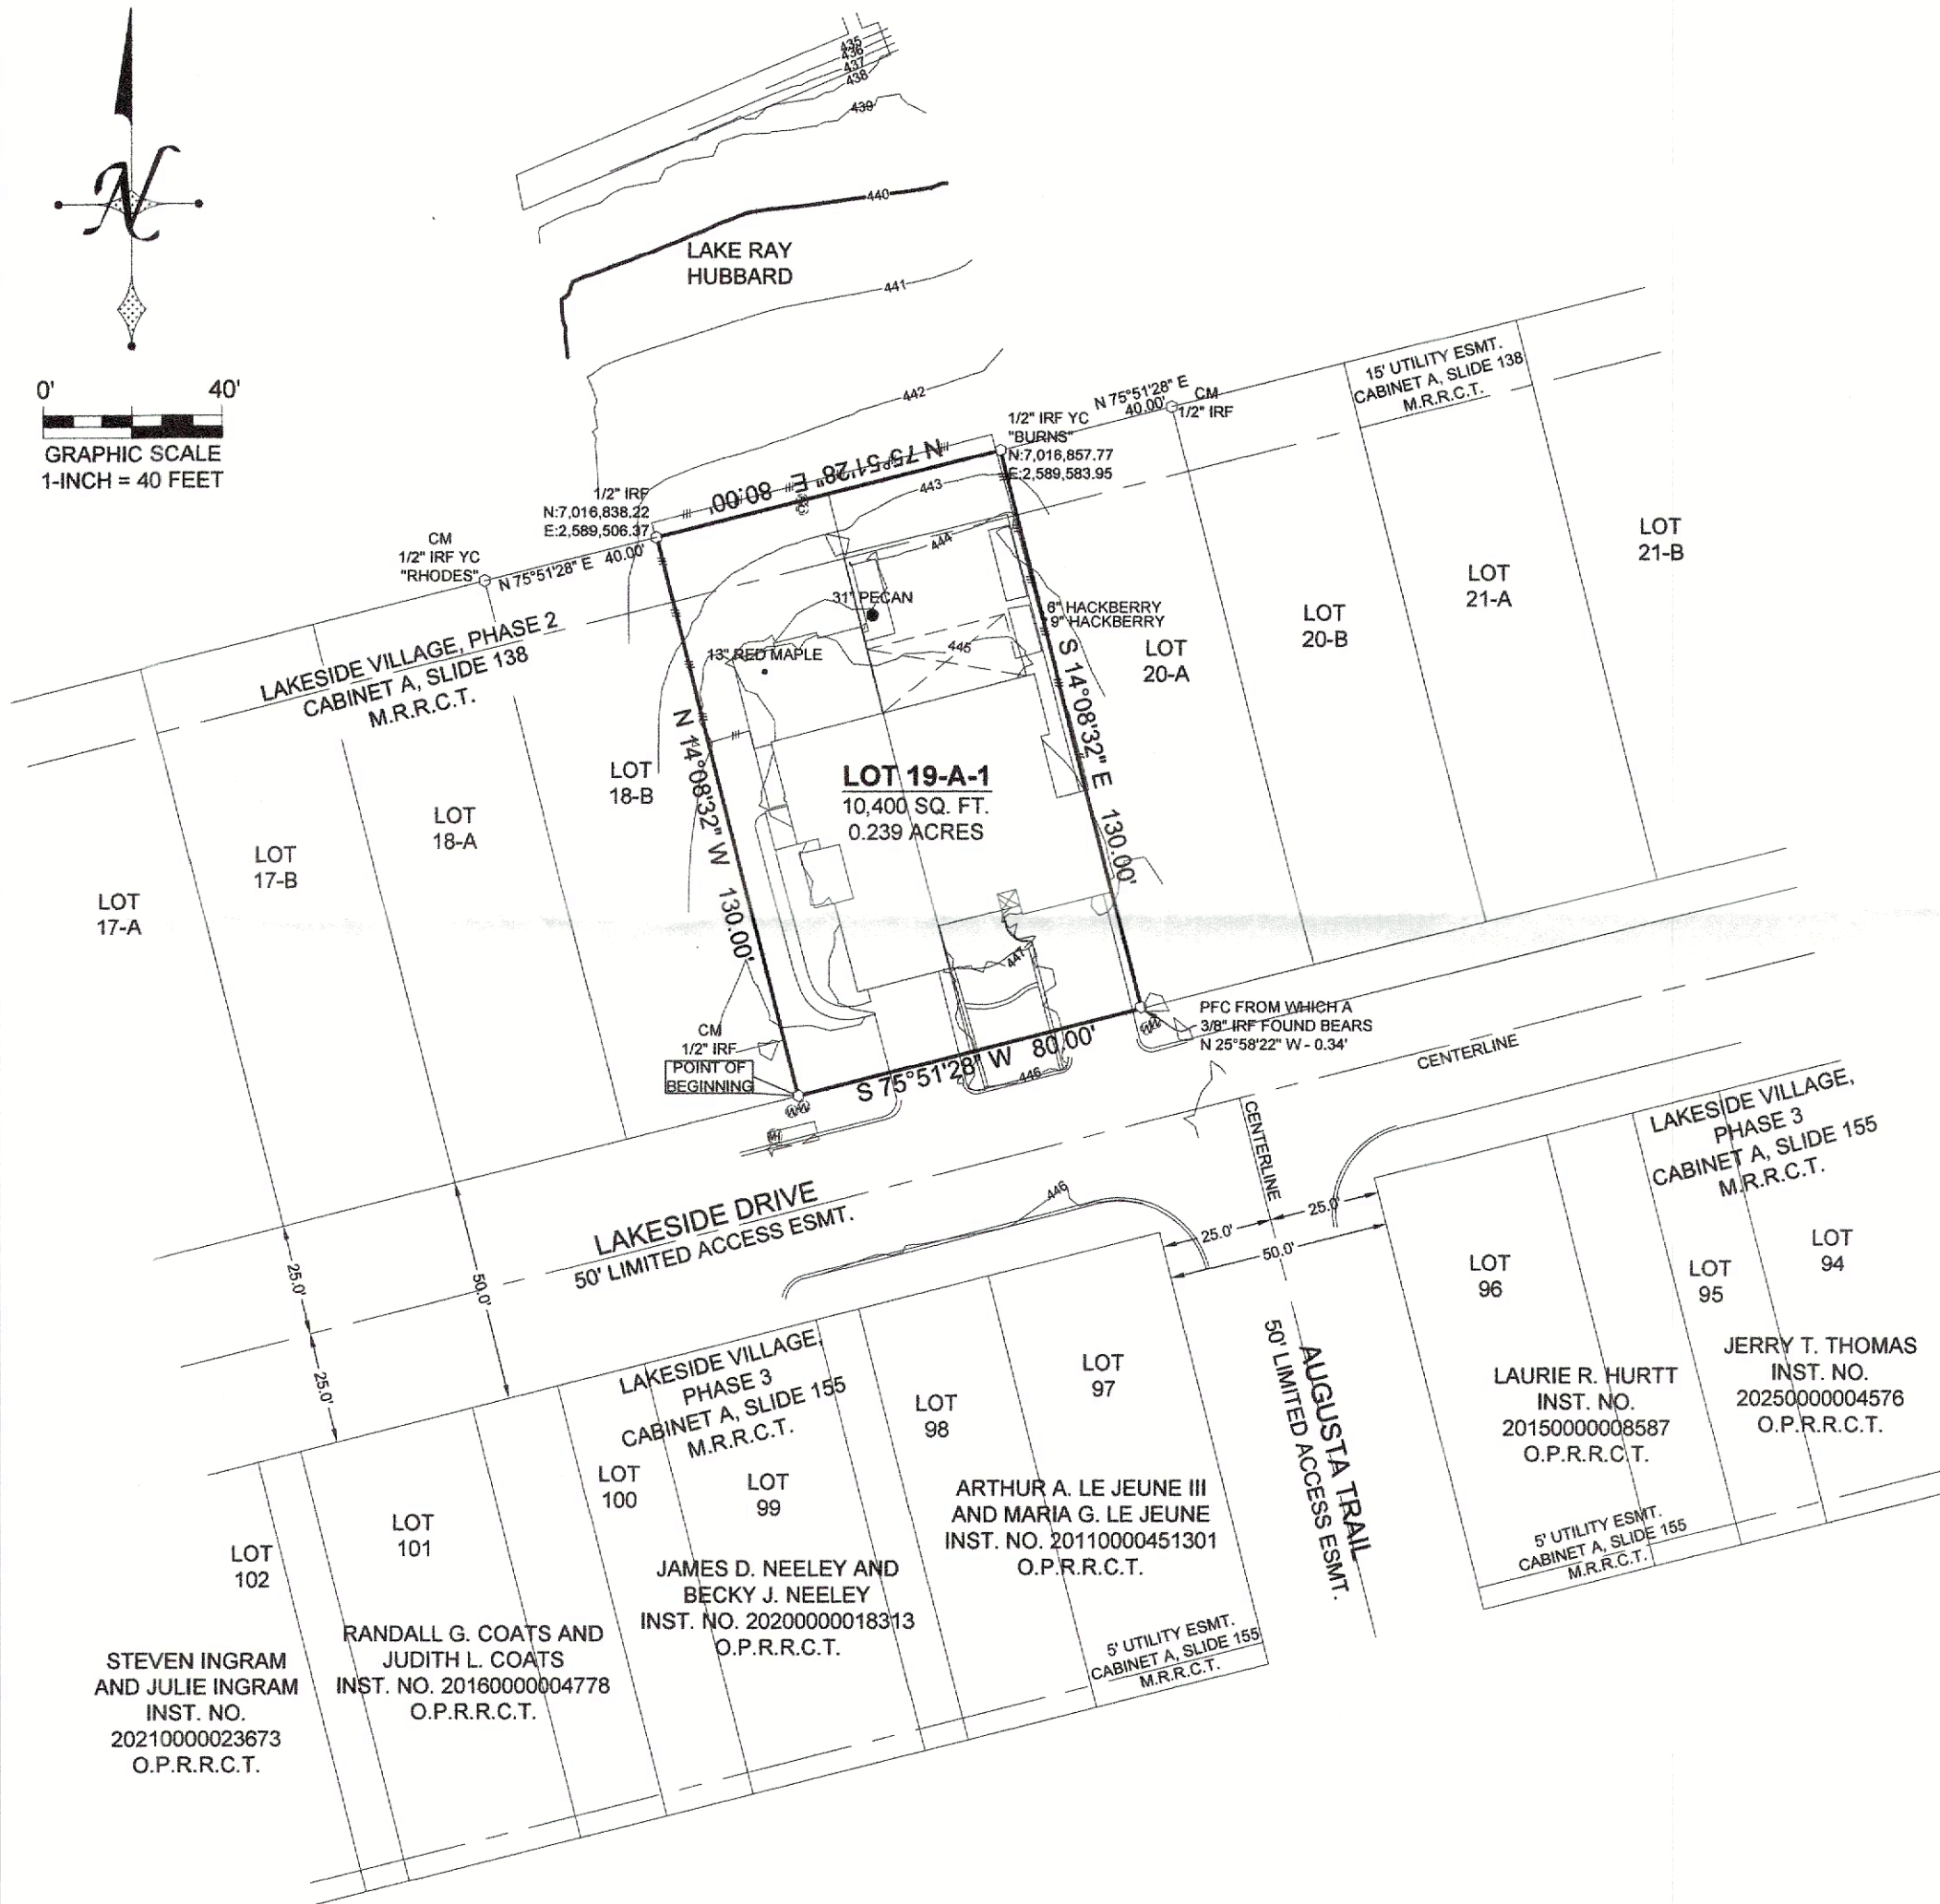 435
436
437
438
439
440
N
LAKE RAY
HUBBARD
441
0' 40'
GRAPHIC SCALE
1-INCH = 40 FEET
442
15' UTILITY ESMT.
CABINET A, SLIDE 138
M.R.R.C.T.
N 75°51'28" E
40.00'
CM
1/2" IRF
1/2" IRF YC
"BURNS"
N:7,016,857.77
E:2,589,583.95
N 75°51'28" E 80.00'
443
1/2" IRF
N:7,016,838.22
E:2,589,506.37
CM
1/2" IRF YC
"RHODES"
N 75°51'28" E 40.00'
444
31" PECAN
6" HACKBERRY
9" HACKBERRY
445
13" RED MAPLE
LAKESIDE VILLAGE, PHASE 2
CABINET A, SLIDE 138
M.R.R.C.T.
LOT
21-B
LOT
21-A
LOT
20-B
LOT
20-A
S 14°08'32" E 130.00'
N 14°08'32" W 130.00'
LOT 19-A-1
10,400 SQ. FT.
0.239 ACRES
LOT
18-B
LOT
18-A
LOT
17-B
LOT
17-A
447
CM
1/2" IRF
POINT OF
BEGINNING
S 75°51'28" W 80.00'
446
PFC FROM WHICH A
3/8" IRF FOUND BEARS
N 25°58'22" W - 0.34'
CENTERLINE
CENTERLINE
MH
LAKESIDE DRIVE
50' LIMITED ACCESS ESMT.
446
25.0'
25.0'
50.0'
25.0'
25.0'
50.0'
LAKESIDE VILLAGE,
PHASE 3
CABINET A, SLIDE 155
M.R.R.C.T.
LOT
94
LOT
95
LOT
96
JERRY T. THOMAS
INST. NO.
20250000004576
O.P.R.R.C.T.
LAURIE R. HURTT
INST. NO.
20150000008587
O.P.R.R.C.T.
5' UTILITY ESMT.
CABINET A, SLIDE 155
M.R.R.C.T.
AUGUSTA TRAIL
50' LIMITED ACCESS ESMT.
LAKESIDE VILLAGE,
PHASE 3
CABINET A, SLIDE 155
M.R.R.C.T.
LOT
97
LOT
98
ARTHUR A. LE JEUNE III
AND MARIA G. LE JEUNE
INST. NO. 20110000451301
O.P.R.R.C.T.
5' UTILITY ESMT.
CABINET A, SLIDE 155
M.R.R.C.T.
LOT
99
LOT
100
JAMES D. NEELEY AND
BECKY J. NEELEY
INST. NO. 20200000018313
O.P.R.R.C.T.
LOT
101
RANDALL G. COATS AND
JUDITH L. COATS
INST. NO. 20160000004778
O.P.R.R.C.T.
LOT
102
STEVEN INGRAM
AND JULIE INGRAM
INST. NO.
20210000023673
O.P.R.R.C.T.